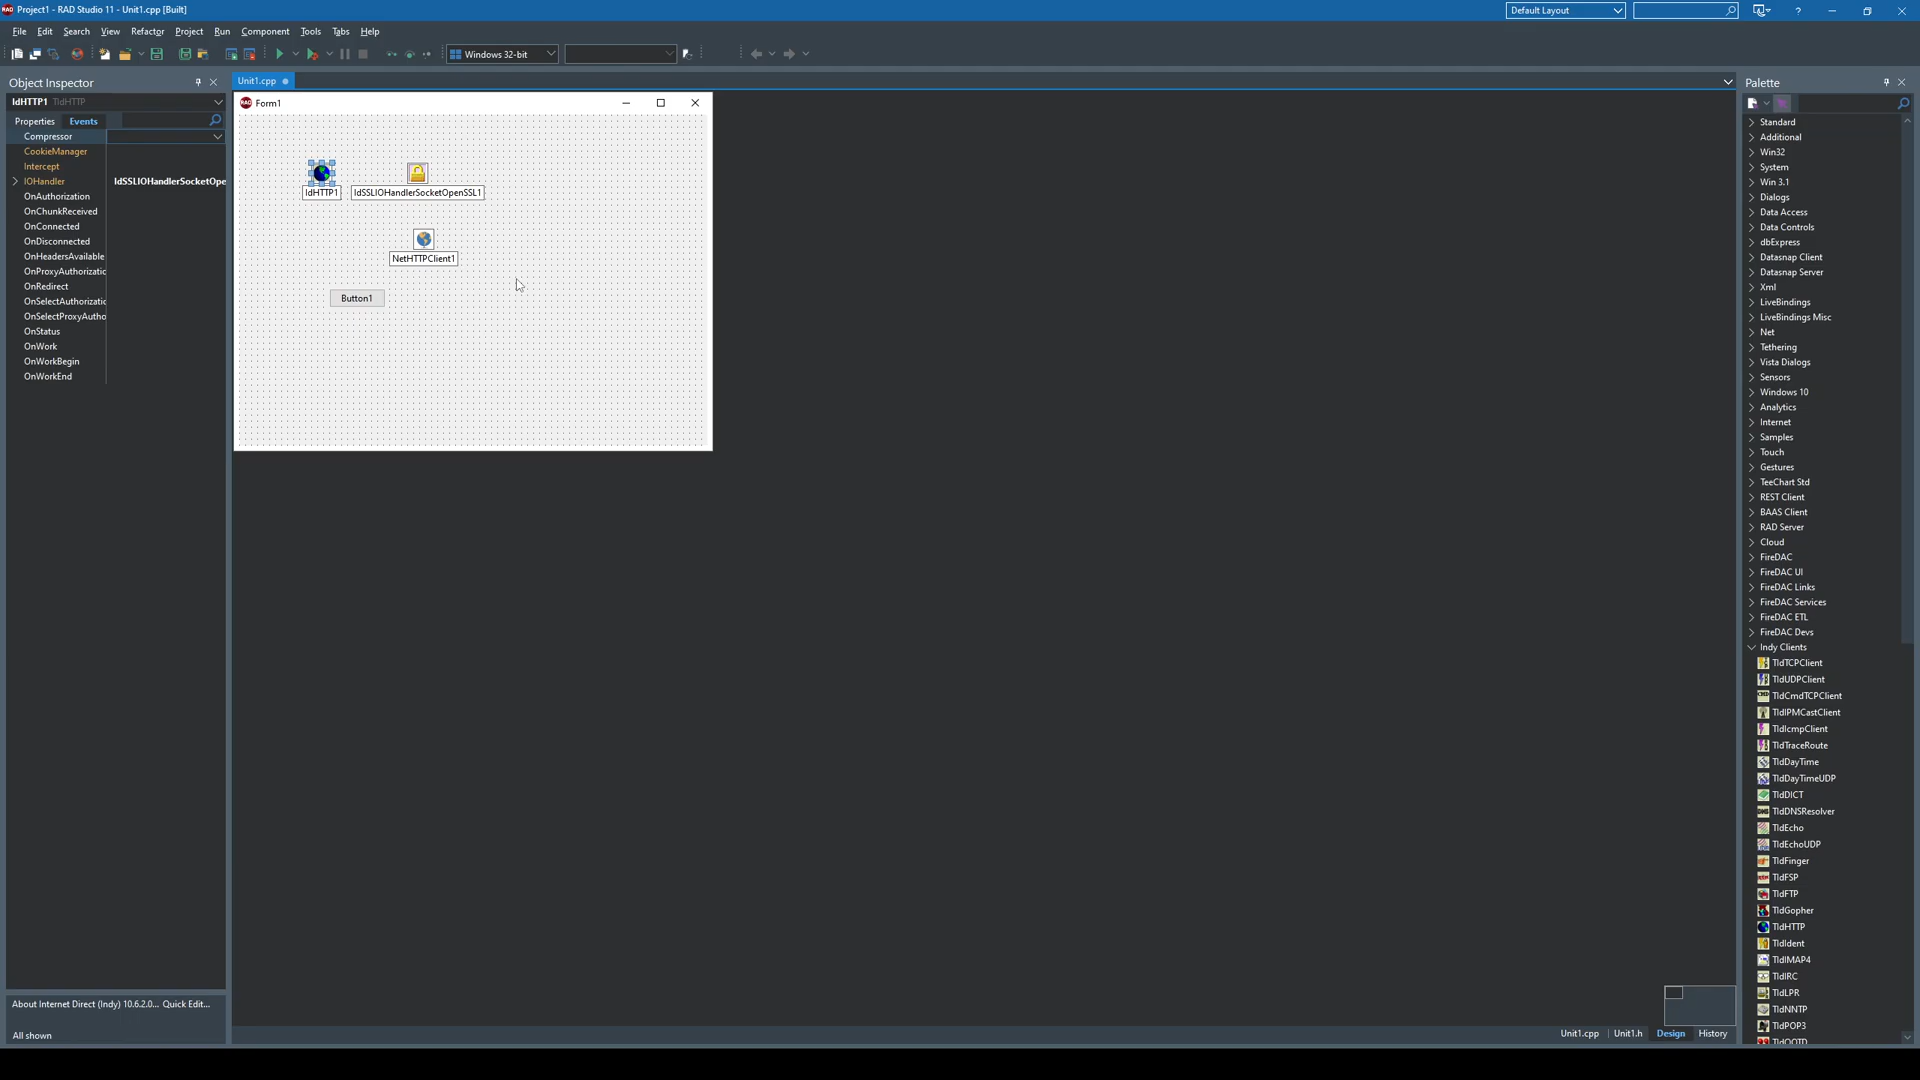 Project1 - RAD Studio 11 - Unit1.cpp [Built]
Default Layout
File Edit Search View Refactor Project Run Component Tools Tabs Help
Windows 32-bit
Object Inspector
IdHTTP1 TIdHTTP
Properties Events
Compressor
CookieManager
Intercept
IOHandler IdSSLIOHandlerSocketOpe
OnAuthorization
OnChunkReceived
OnConnected
OnDisconnected
OnHeadersAvailable
OnProxyAuthorizatic
OnRedirect
OnSelectAuthorizatic
OnSelectProxyAutho
OnStatus
OnWork
OnWorkBegin
OnWorkEnd
About Internet Direct (Indy) 10.6.2.0... Quick Edit...
All shown
Unit1.cpp
Form1
IdHTTP1
IdSSLIOHandlerSocketOpenSSL1
NetHTTPClient1
Button1
Unit1.cpp Unit1.h Design History
Palette
Standard
Additional
Win32
System
Win 3.1
Dialogs
Data Access
Data Controls
dbExpress
Datasnap Client
Datasnap Server
Xml
LiveBindings
LiveBindings Misc
Net
Tethering
Vista Dialogs
Sensors
Windows 10
Analytics
Internet
Samples
Touch
Gestures
TeeChart Std
REST Client
BAAS Client
RAD Server
Cloud
FireDAC
FireDAC UI
FireDAC Links
FireDAC Services
FireDAC ETL
FireDAC Devs
Indy Clients
TIdTCPClient
TIdUDPClient
TIdCmdTCPClient
TIdIPMCastClient
TIdIcmpClient
TIdTraceRoute
TIdDayTime
TIdDayTimeUDP
TIdDICT
TIdDNSResolver
TIdEcho
TIdEchoUDP
TIdFinger
TIdFSP
TIdFTP
TIdGopher
TIdHTTP
TIdIdent
TIdIMAP4
TIdIRC
TIdLPR
TIdNNTP
TIdPOP3